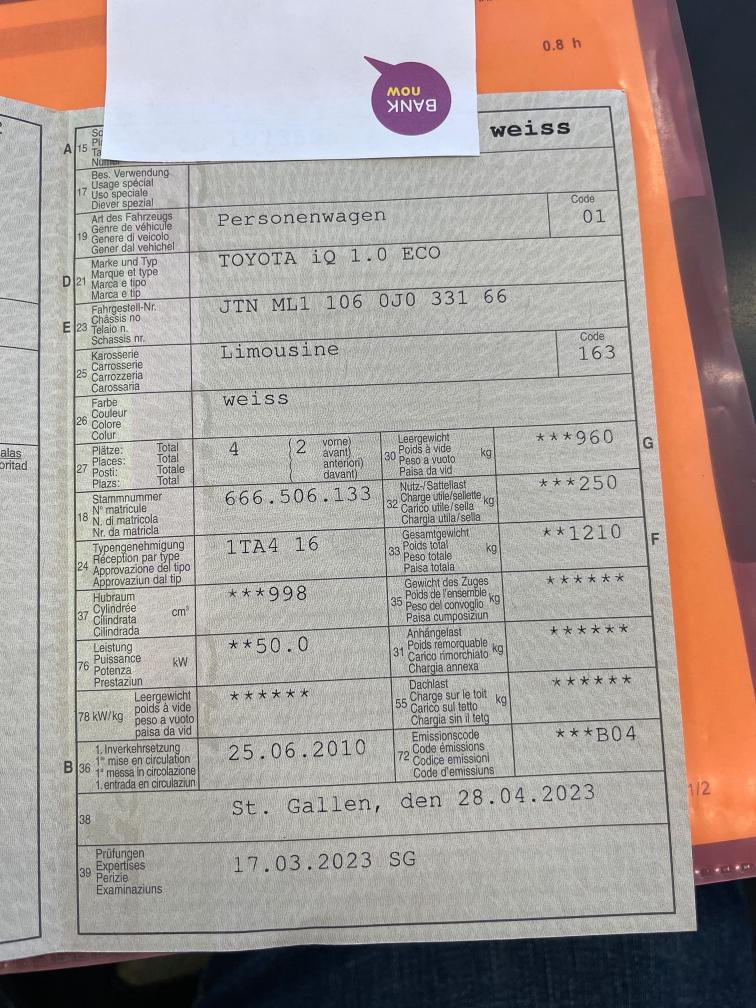 0.8 h
BANK
now
A 15
weiss
17 Bes. Verwendung
Usage spécial
Uso speciale
Diever spezial
19 Art des Fahrzeugs
Genre de véhicule
Genere di veicolo
Gener dal vehichel
Personenwagen
Code
01
D 21 Marke und Typ
Marque et type
Marca e tipo
Marca e tip
TOYOTA iQ 1.0 ECO
E 23 Fahrgestell-Nr.
Châssis no
Telaio n.
Schassis nr.
JTN ML1 106 0J0 331 66
25 Karosserie
Carrosserie
Carrozzeria
Carossaria
Limousine
Code
163
26 Farbe
Couleur
Colore
Colur
weiss
27 Plätze: Total
Places: Total
Posti: Totale
Plazs: Total
4 (2 vorne)
avant)
anteriori)
davant)
30 Leergewicht
Poids à vide kg
Peso a vuoto
Paisa da vid
***960
G
18 Stammnummer
N° matricule
N. di matricola
Nr. da matricla
666.506.133
32 Nutz-/Sattellast
Charge utile/sellette kg
Carico utile/sella
Chargia utila/sella
***250
24 Typengenehmigung
Réception par type
Approvazione del tipo
Approvaziun dal tip
1TA4 16
33 Gesamtgewicht
Poids total kg
Peso totale
Paisa totala
**1210
F
37 Hubraum
Cylindrée cm³
Cilindrata
Cilindrada
***998
35 Gewicht des Zuges
Poids de l'ensemble kg
Peso del convoglio
Paisa cumposiziun
******
76 Leistung
Puissance kW
Potenza
Prestaziun
**50.0
31 Anhängelast
Poids remorquable kg
Carico rimorchiato
Chargia annexa
******
78 kW/kg Leergewicht
poids à vide
peso a vuoto
paisa da vid
******
55 Dachlast
Charge sur le toit kg
Carico sul tetto
Chargia sin il tetg
******
B 36 1. Inverkehrsetzung
1re mise en circulation
1a messa in circolazione
1. entrada en circulaziun
25.06.2010
72 Emissionscode
Code émissions
Codice emissioni
Code d'emissiuns
***B04
38 St. Gallen, den 28.04.2023
39 Prüfungen
Expertises
Perizie
Examinaziuns
17.03.2023 SG
1/2